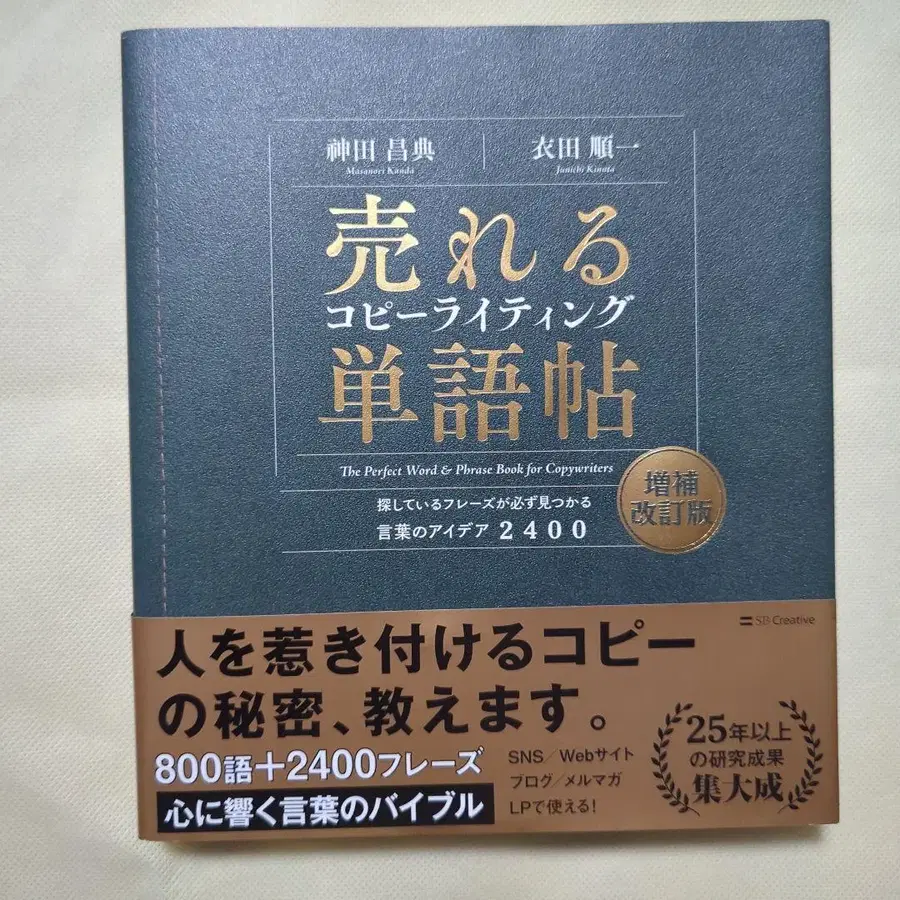 神田 昌典
Masanori Kanda
衣田 順一
Junichi Kinuta
売れる
コピーライティング
単語帖
The Perfect Word & Phrase Book for Copywriters
探しているフレーズが必ず見つかる
言葉のアイデア 2400
増補
改訂版
SB Creative
人を惹き付けるコピー
の秘密、教えます。
800語+2400フレーズ
心に響く言葉のバイブル
SNS/Webサイト
ブログ/メルマガ
LPで使える!
25年以上
の研究成果
集大成